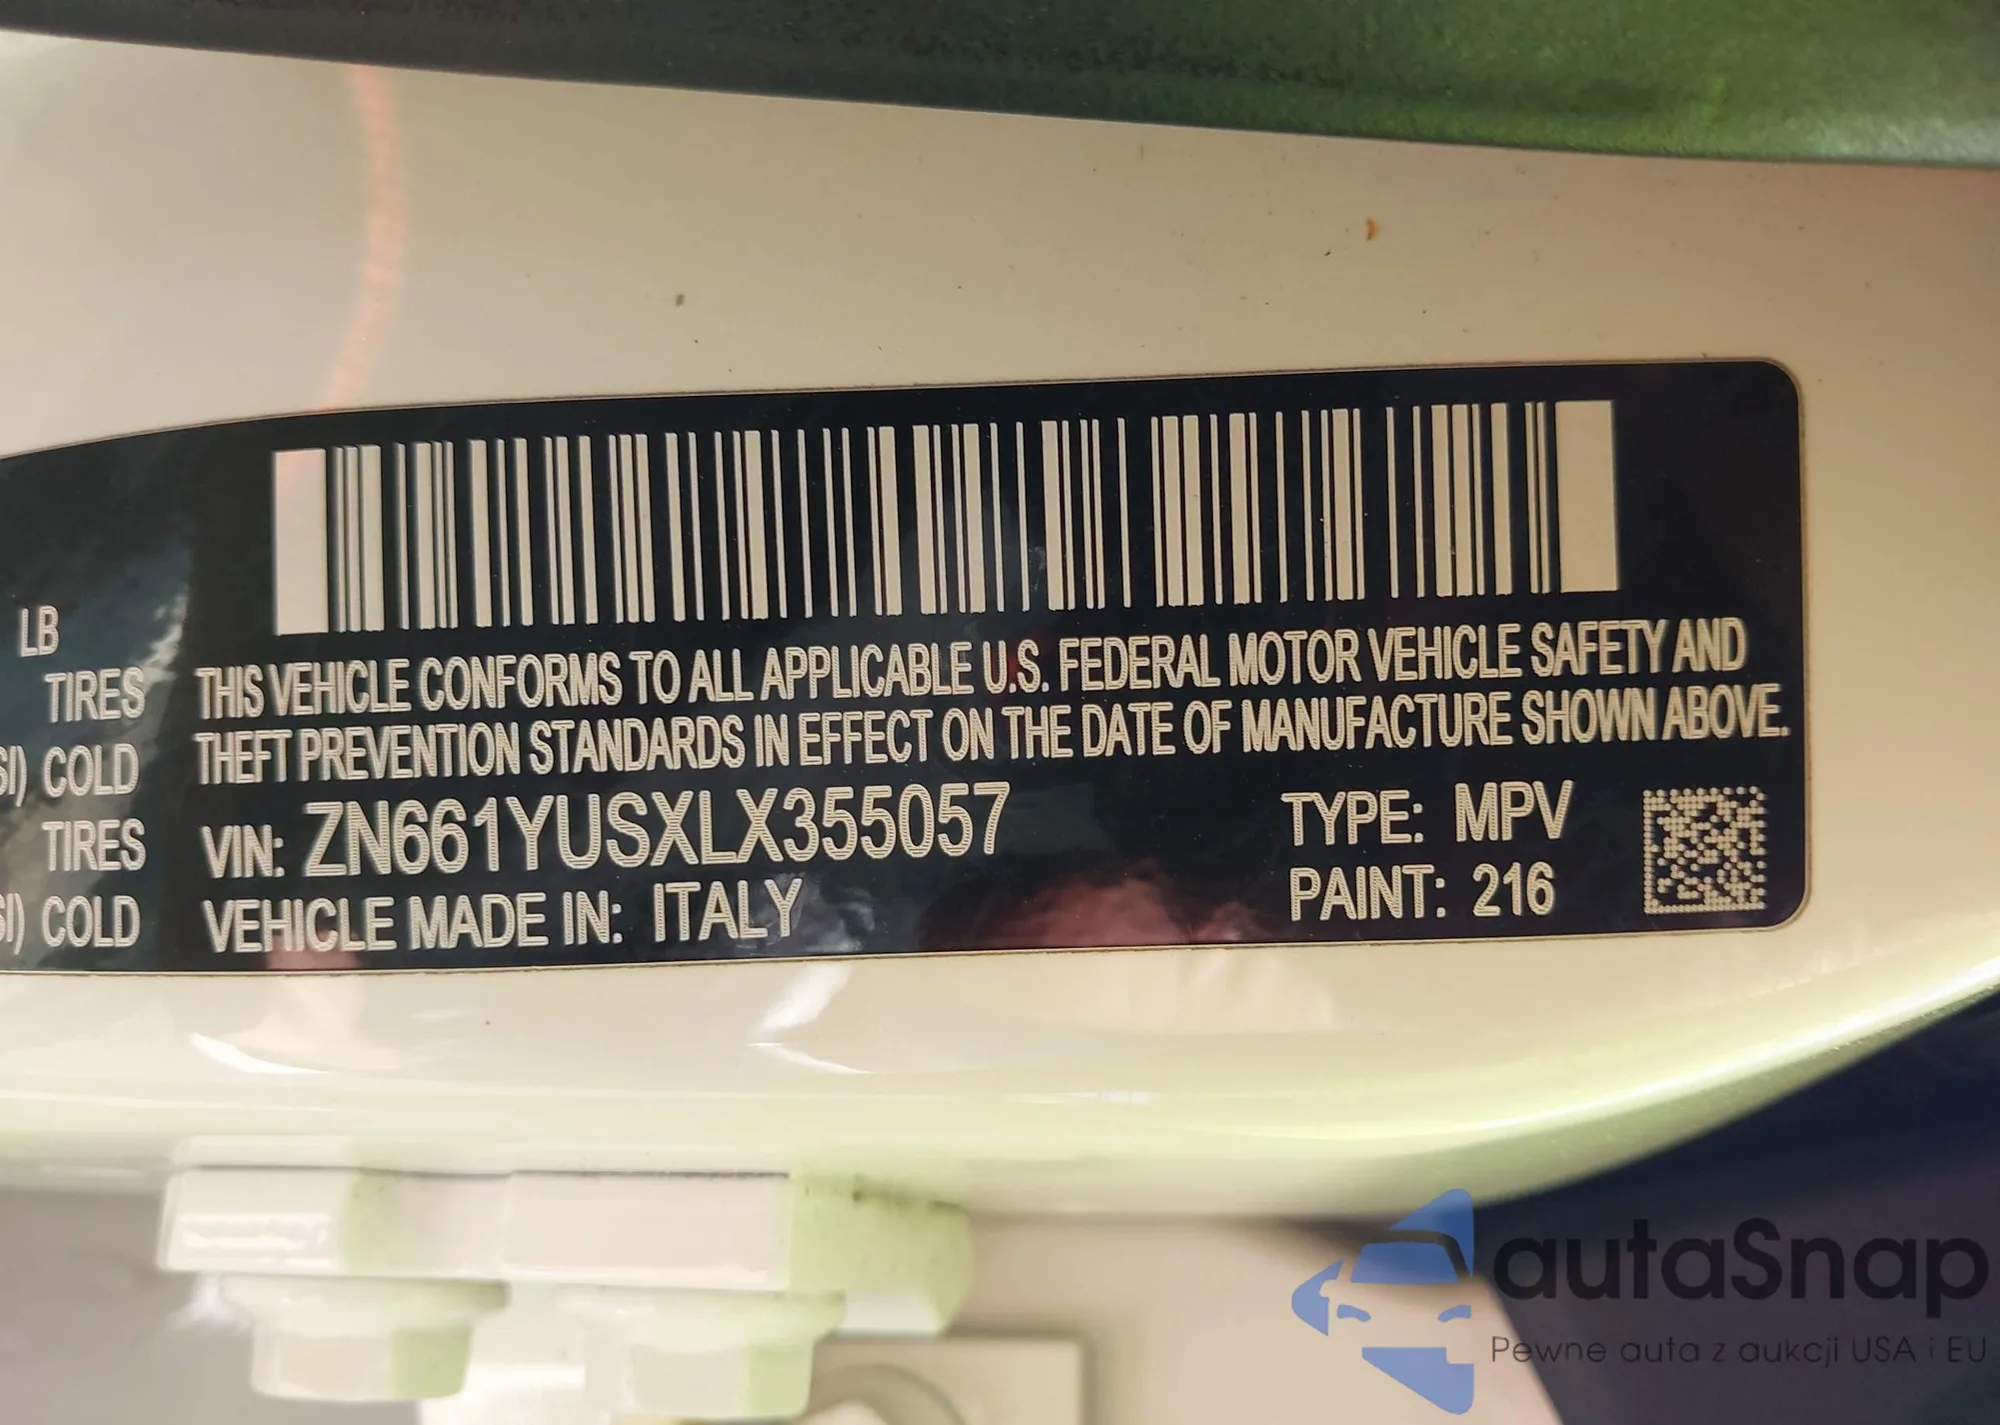 LB
TIRES
SI) COLD
TIRES
SI) COLD
THIS VEHICLE CONFORMS TO ALL APPLICABLE U.S. FEDERAL MOTOR VEHICLE SAFETY AND
THEFT PREVENTION STANDARDS IN EFFECT ON THE DATE OF MANUFACTURE SHOWN ABOVE.
VIN: ZN661YUSXLX355057
TYPE: MPV
VEHICLE MADE IN: ITALY
PAINT: 216
autaSnap
Pewne auta z aukcji USA i EU